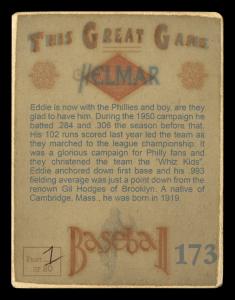 This Great Game
HELMAR
Eddie is now with the Phillies and boy, are they
glad to have him. During the 1950 campaign he
batted .284 and .306 the season before that.
His 102 runs scored last year led the team as
they marched to the league championship. It
was a glorious campaign for Philly fans and
they christened the team the "Whiz Kids".
Eddie anchored down first base and his .993
fielding average was just a point down from the
renown Gil Hodges of Brooklyn. A native of
Cambridge, Mass., he was born in 1919.
Baseball
173
1